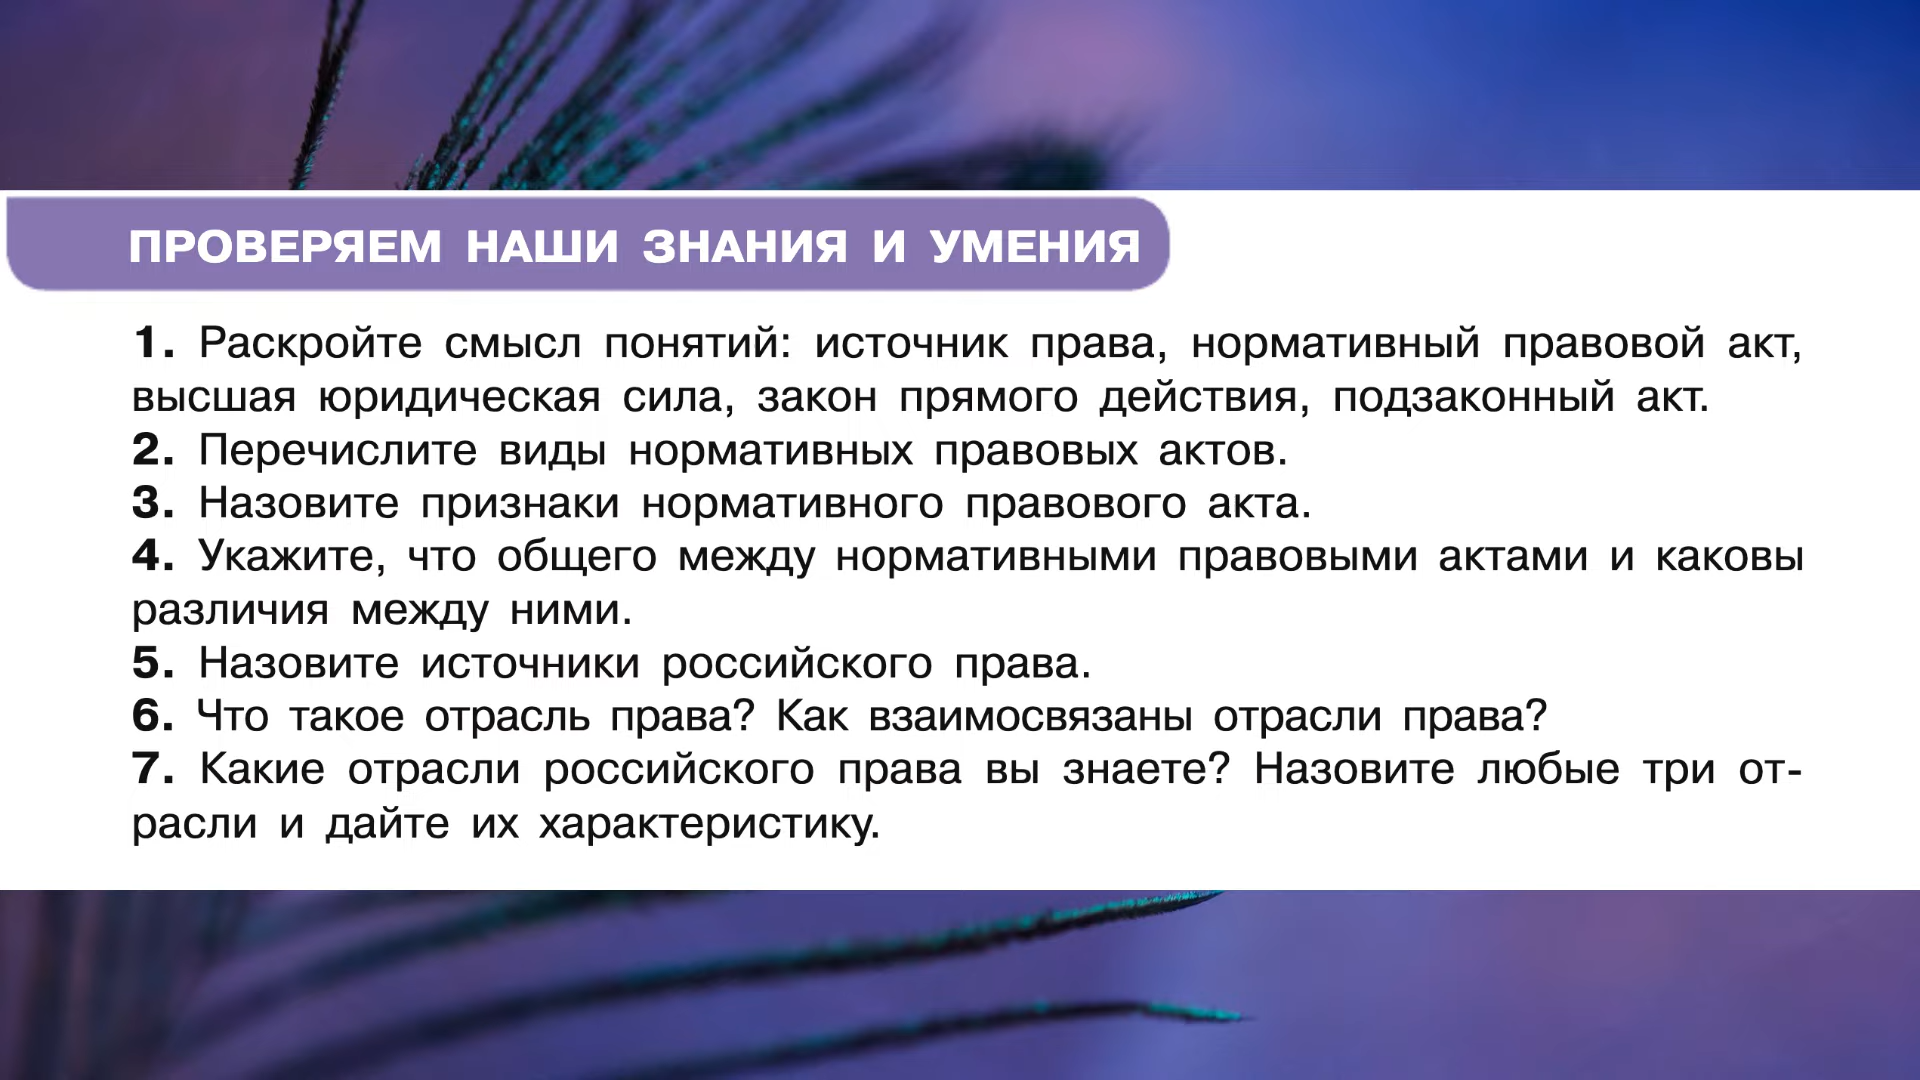 ПРОВЕРЯЕМ НАШИ ЗНАНИЯ И УМЕНИЯ
1. Раскройте смысл понятий: источник права, нормативный правовой акт,
высшая юридическая сила, закон прямого действия, подзаконный акт.
2. Перечислите виды нормативных правовых актов.
3. Назовите признаки нормативного правового акта.
4. Укажите, что общего между нормативными правовыми актами и каковы
различия между ними.
5. Назовите источники российского права.
6. Что такое отрасль права? Как взаимосвязаны отрасли права?
7. Какие отрасли российского права вы знаете? Назовите любые три от-
расли и дайте их характеристику.